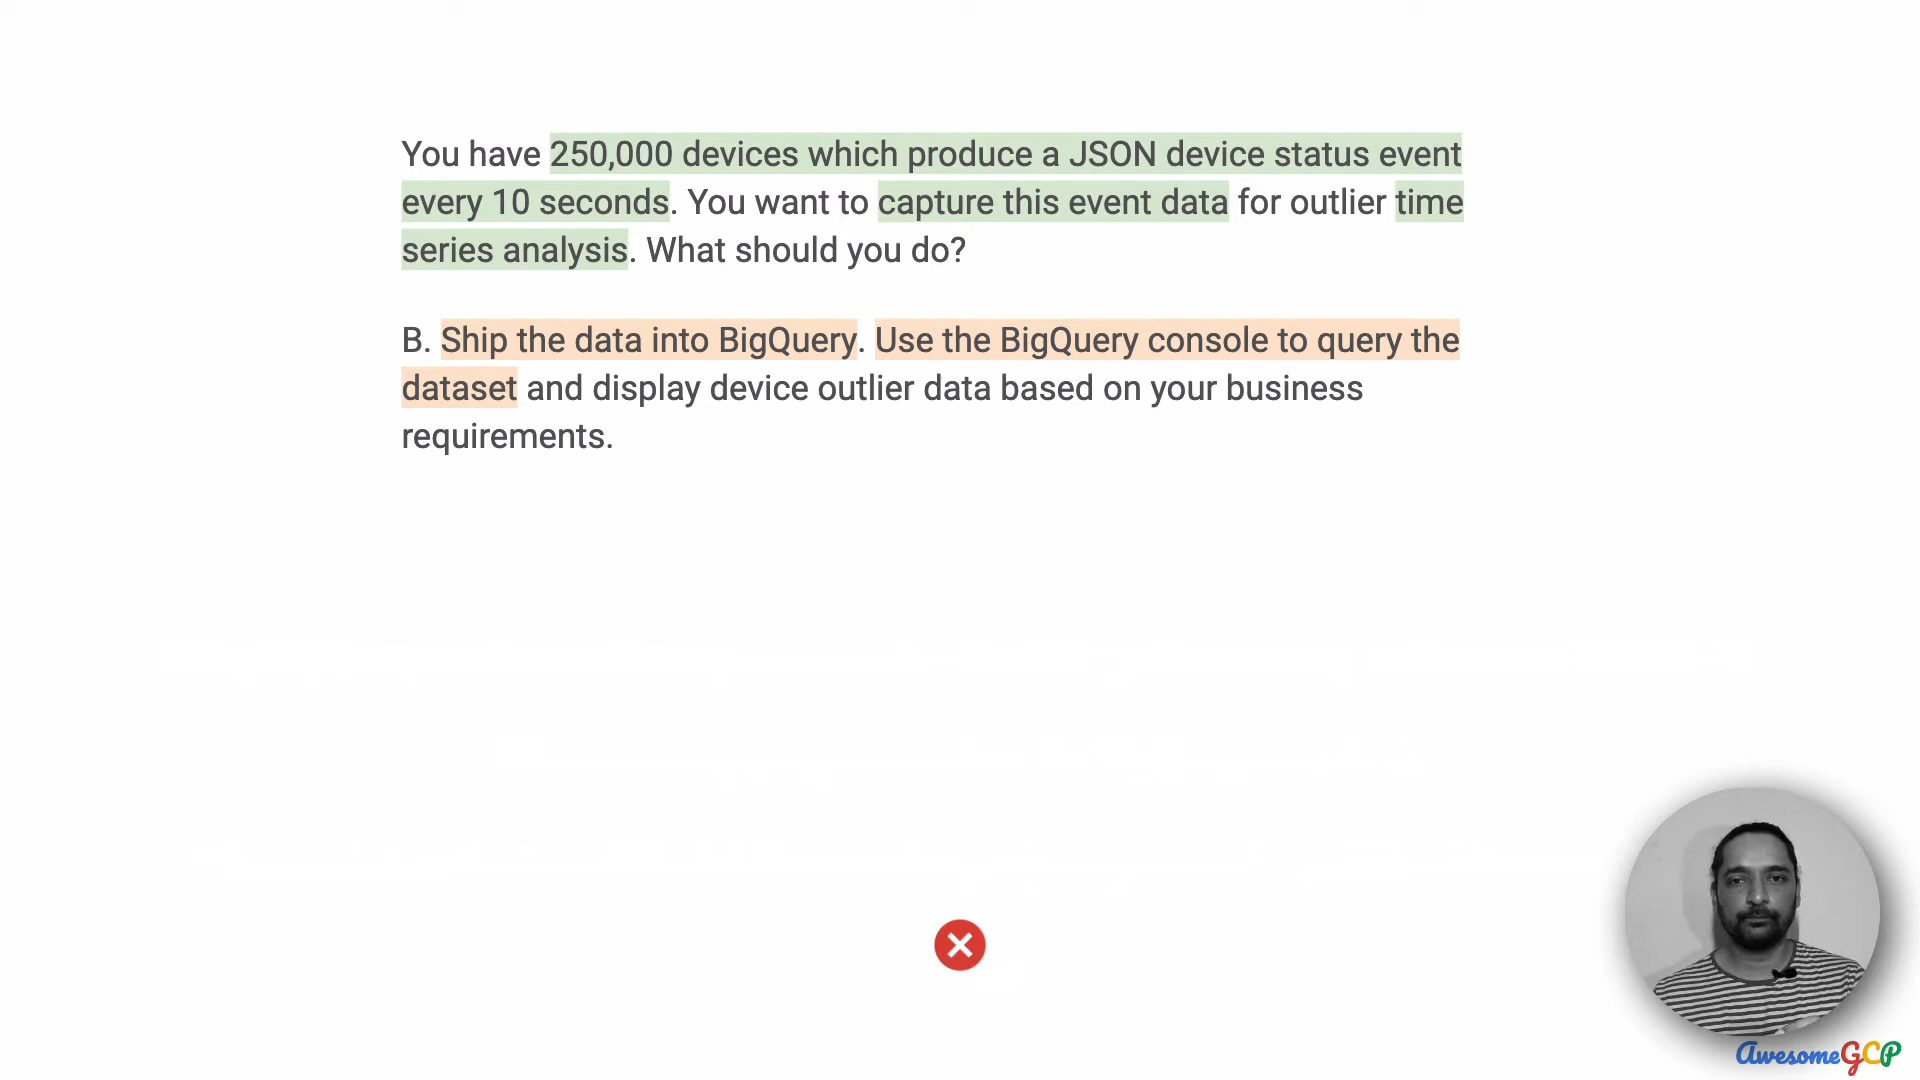 You have 250,000 devices which produce a JSON device status event
every 10 seconds. You want to capture this event data for outlier time
series analysis. What should you do?
B. Ship the data into BigQuery. Use the BigQuery console to query the
dataset and display device outlier data based on your business
requirements.
AwesomeGCP